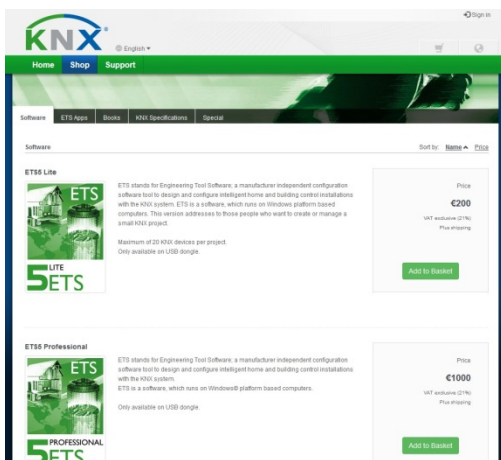 Sign in
KNX®
English
Home Shop Support
Software ETS Apps Books KNX Specifications Special
Software
Sort by: Name Price
ETS5 Lite
ETS
LITE
5ETS
ETS stands for Engineering Tool Software; a manufacturer independent configuration
software tool to design and configure intelligent home and building control installations
with the KNX system. ETS is a software, which runs on Windows platform based
computers. This version addresses to those people who want to create or manage a
small KNX project.
Maximum of 20 KNX devices per project.
Only available on USB dongle.
Price
€200
VAT exclusive (21%)
Plus shipping
Add to Basket
ETS5 Professional
ETS
PROFESSIONAL
5ETS
ETS stands for Engineering Tool Software; a manufacturer independent configuration
software tool to design and configure intelligent home and building control installations
with the KNX system.
ETS is a software, which runs on Windows® platform based computers.
Only available on USB dongle.
Price
€1000
VAT exclusive (21%)
Plus shipping
Add to Basket